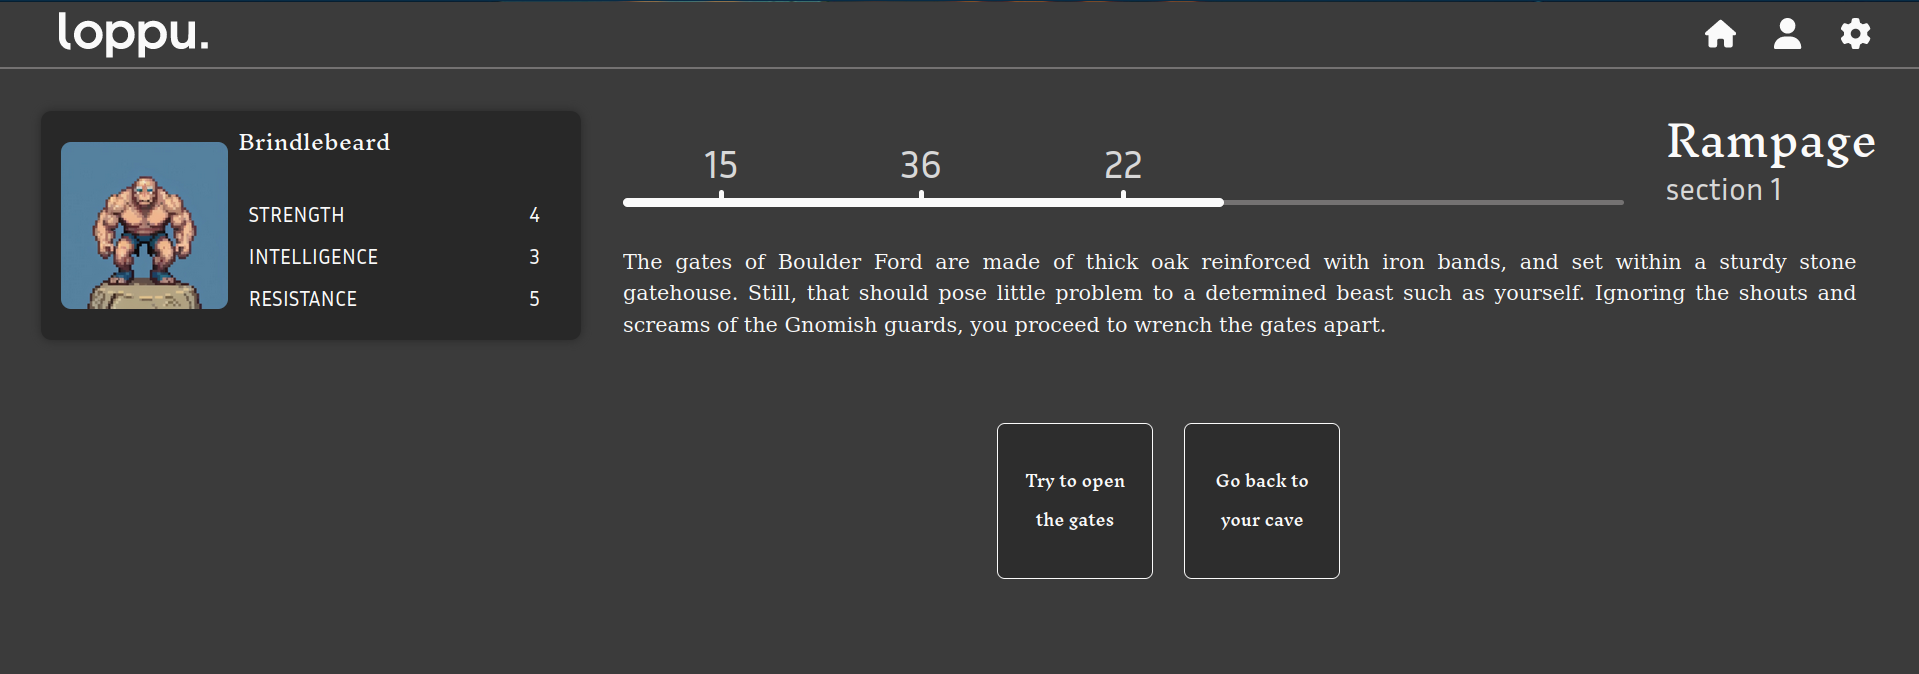 loppu.
Brindlebeard
STRENGTH 4
INTELLIGENCE 3
RESISTANCE 5
15 36 22
Rampage
section 1
The gates of Boulder Ford are made of thick oak reinforced with iron bands, and set within a sturdy stone
gatehouse. Still, that should pose little problem to a determined beast such as yourself. Ignoring the shouts and
screams of the Gnomish guards, you proceed to wrench the gates apart.
Try to open
the gates
Go back to
your cave